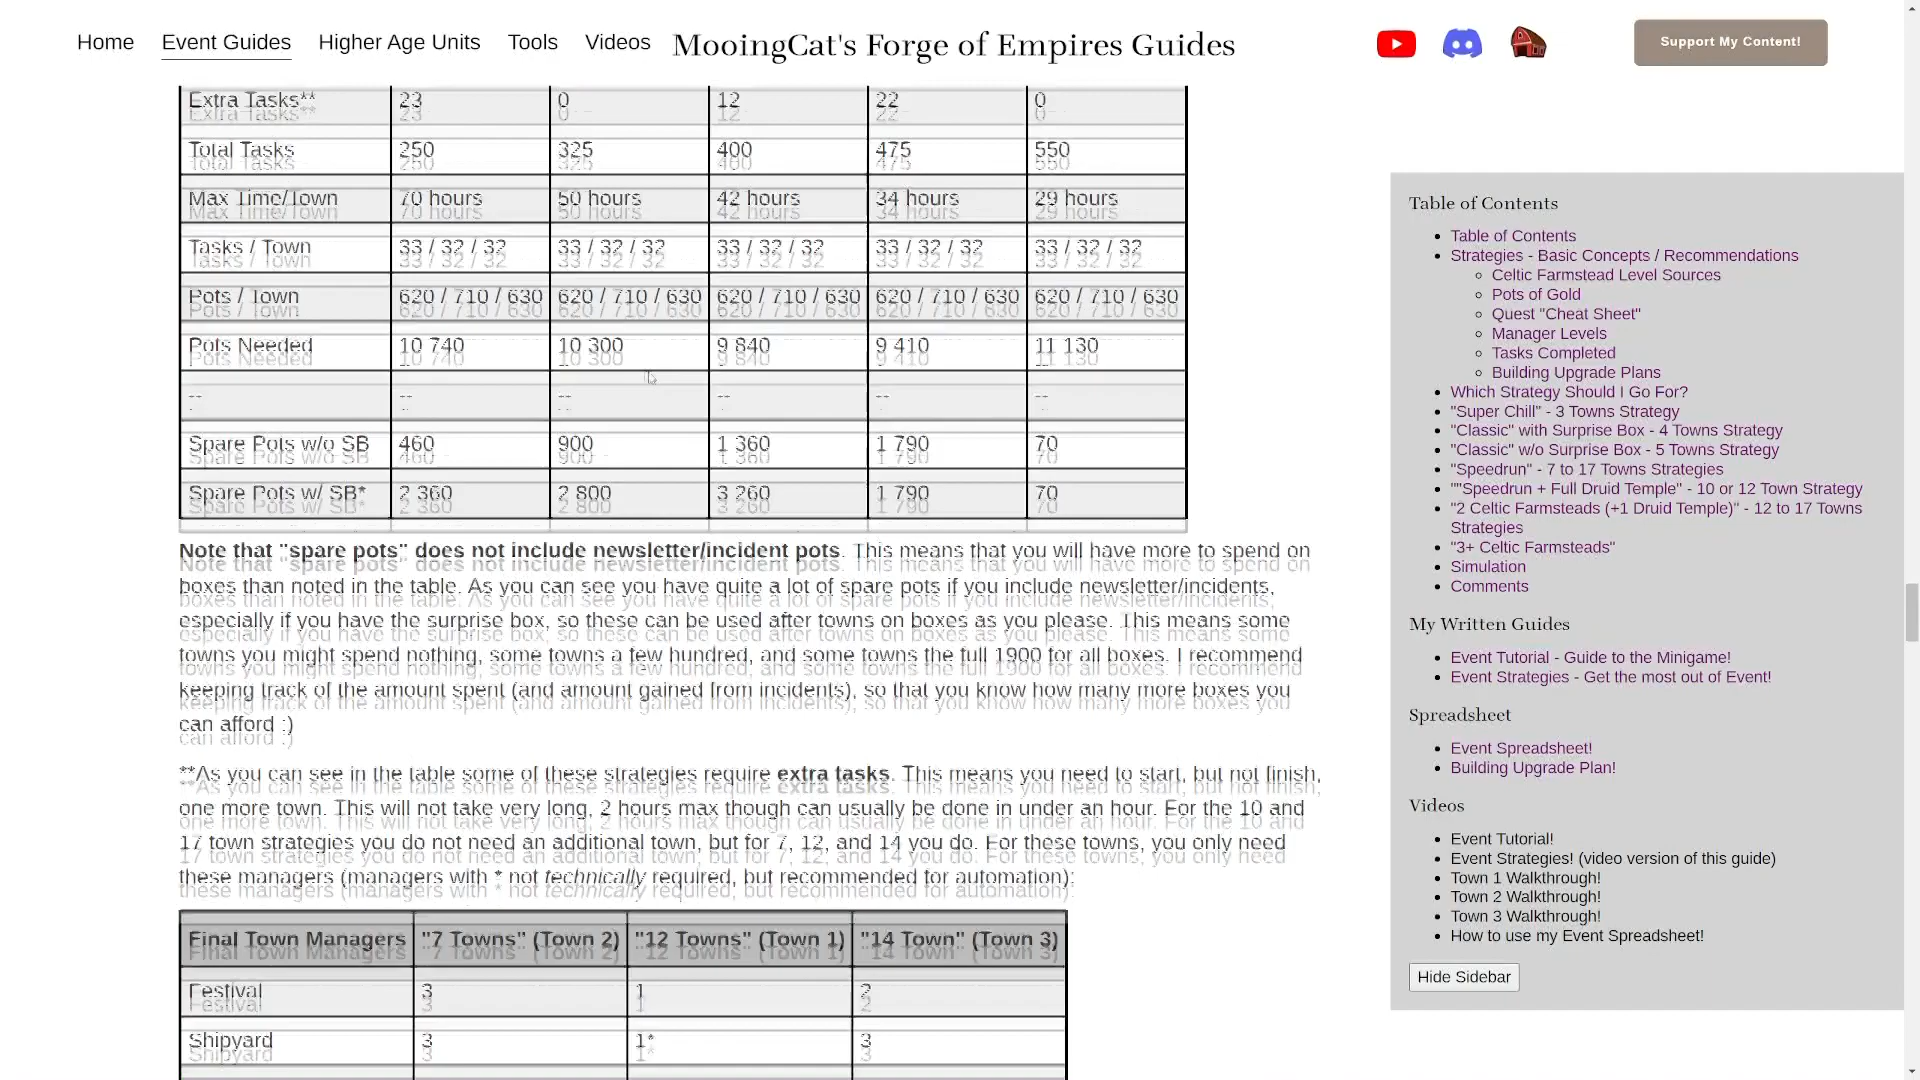 Home Event Guides Higher Age Units Tools Videos MooingCat's Forge of Empires Guides Support My Content!
Extra Tasks** 23 0 12 22 0
Total Tasks 250 325 400 475 550
Max Time/Town 70 hours 50 hours 42 hours 34 hours 29 hours
Tasks / Town 33 / 32 / 32 33 / 32 / 32 33 / 32 / 32 33 / 32 / 32 33 / 32 / 32
Pots / Town 620 / 710 / 630 620 / 710 / 630 620 / 710 / 630 620 / 710 / 630 620 / 710 / 630
Pots Needed 10 740 10 300 9 840 9 410 11 130
-- -- -- -- -- --
Spare Pots w/o SB 460 900 1 360 1 790 70
Spare Pots w/ SB* 2 360 2 800 3 260 1 790 70
Note that "spare pots" does not include newsletter/incident pots. This means that you will have more to spend on
boxes than noted in the table. As you can see you have quite a lot of spare pots if you include newsletter/incidents,
especially if you have the surprise box, so these can be used after towns on boxes as you please. This means some
towns you might spend nothing, some towns a few hundred, and some towns the full 1900 for all boxes. I recommend
keeping track of the amount spent (and amount gained from incidents), so that you know how many more boxes you
can afford :)
**As you can see in the table some of these strategies require extra tasks. This means you need to start, but not finish,
one more town. This will not take very long, 2 hours max though can usually be done in under an hour. For the 10 and
17 town strategies you do not need an additional town, but for 7, 12, and 14 you do. For these towns, you only need
these managers (managers with * not technically required, but recommended for automation):
Final Town Managers "7 Towns" (Town 2) "12 Towns" (Town 1) "14 Town" (Town 3)
Festival 3 1 2
Shipyard 3 1* 3
Table of Contents
Table of Contents
Strategies - Basic Concepts / Recommendations
Celtic Farmstead Level Sources
Pots of Gold
Quest "Cheat Sheet"
Manager Levels
Tasks Completed
Building Upgrade Plans
Which Strategy Should I Go For?
"Super Chill" - 3 Towns Strategy
"Classic" with Surprise Box - 4 Towns Strategy
"Classic" w/o Surprise Box - 5 Towns Strategy
"Speedrun" - 7 to 17 Towns Strategies
""Speedrun + Full Druid Temple" - 10 or 12 Town Strategy
"2 Celtic Farmsteads (+1 Druid Temple)" - 12 to 17 Towns
Strategies
"3+ Celtic Farmsteads"
Simulation
Comments
My Written Guides
Event Tutorial - Guide to the Minigame!
Event Strategies - Get the most out of Event!
Spreadsheet
Event Spreadsheet!
Building Upgrade Plan!
Videos
Event Tutorial!
Event Strategies! (video version of this guide)
Town 1 Walkthrough!
Town 2 Walkthrough!
Town 3 Walkthrough!
How to use my Event Spreadsheet!
Hide Sidebar